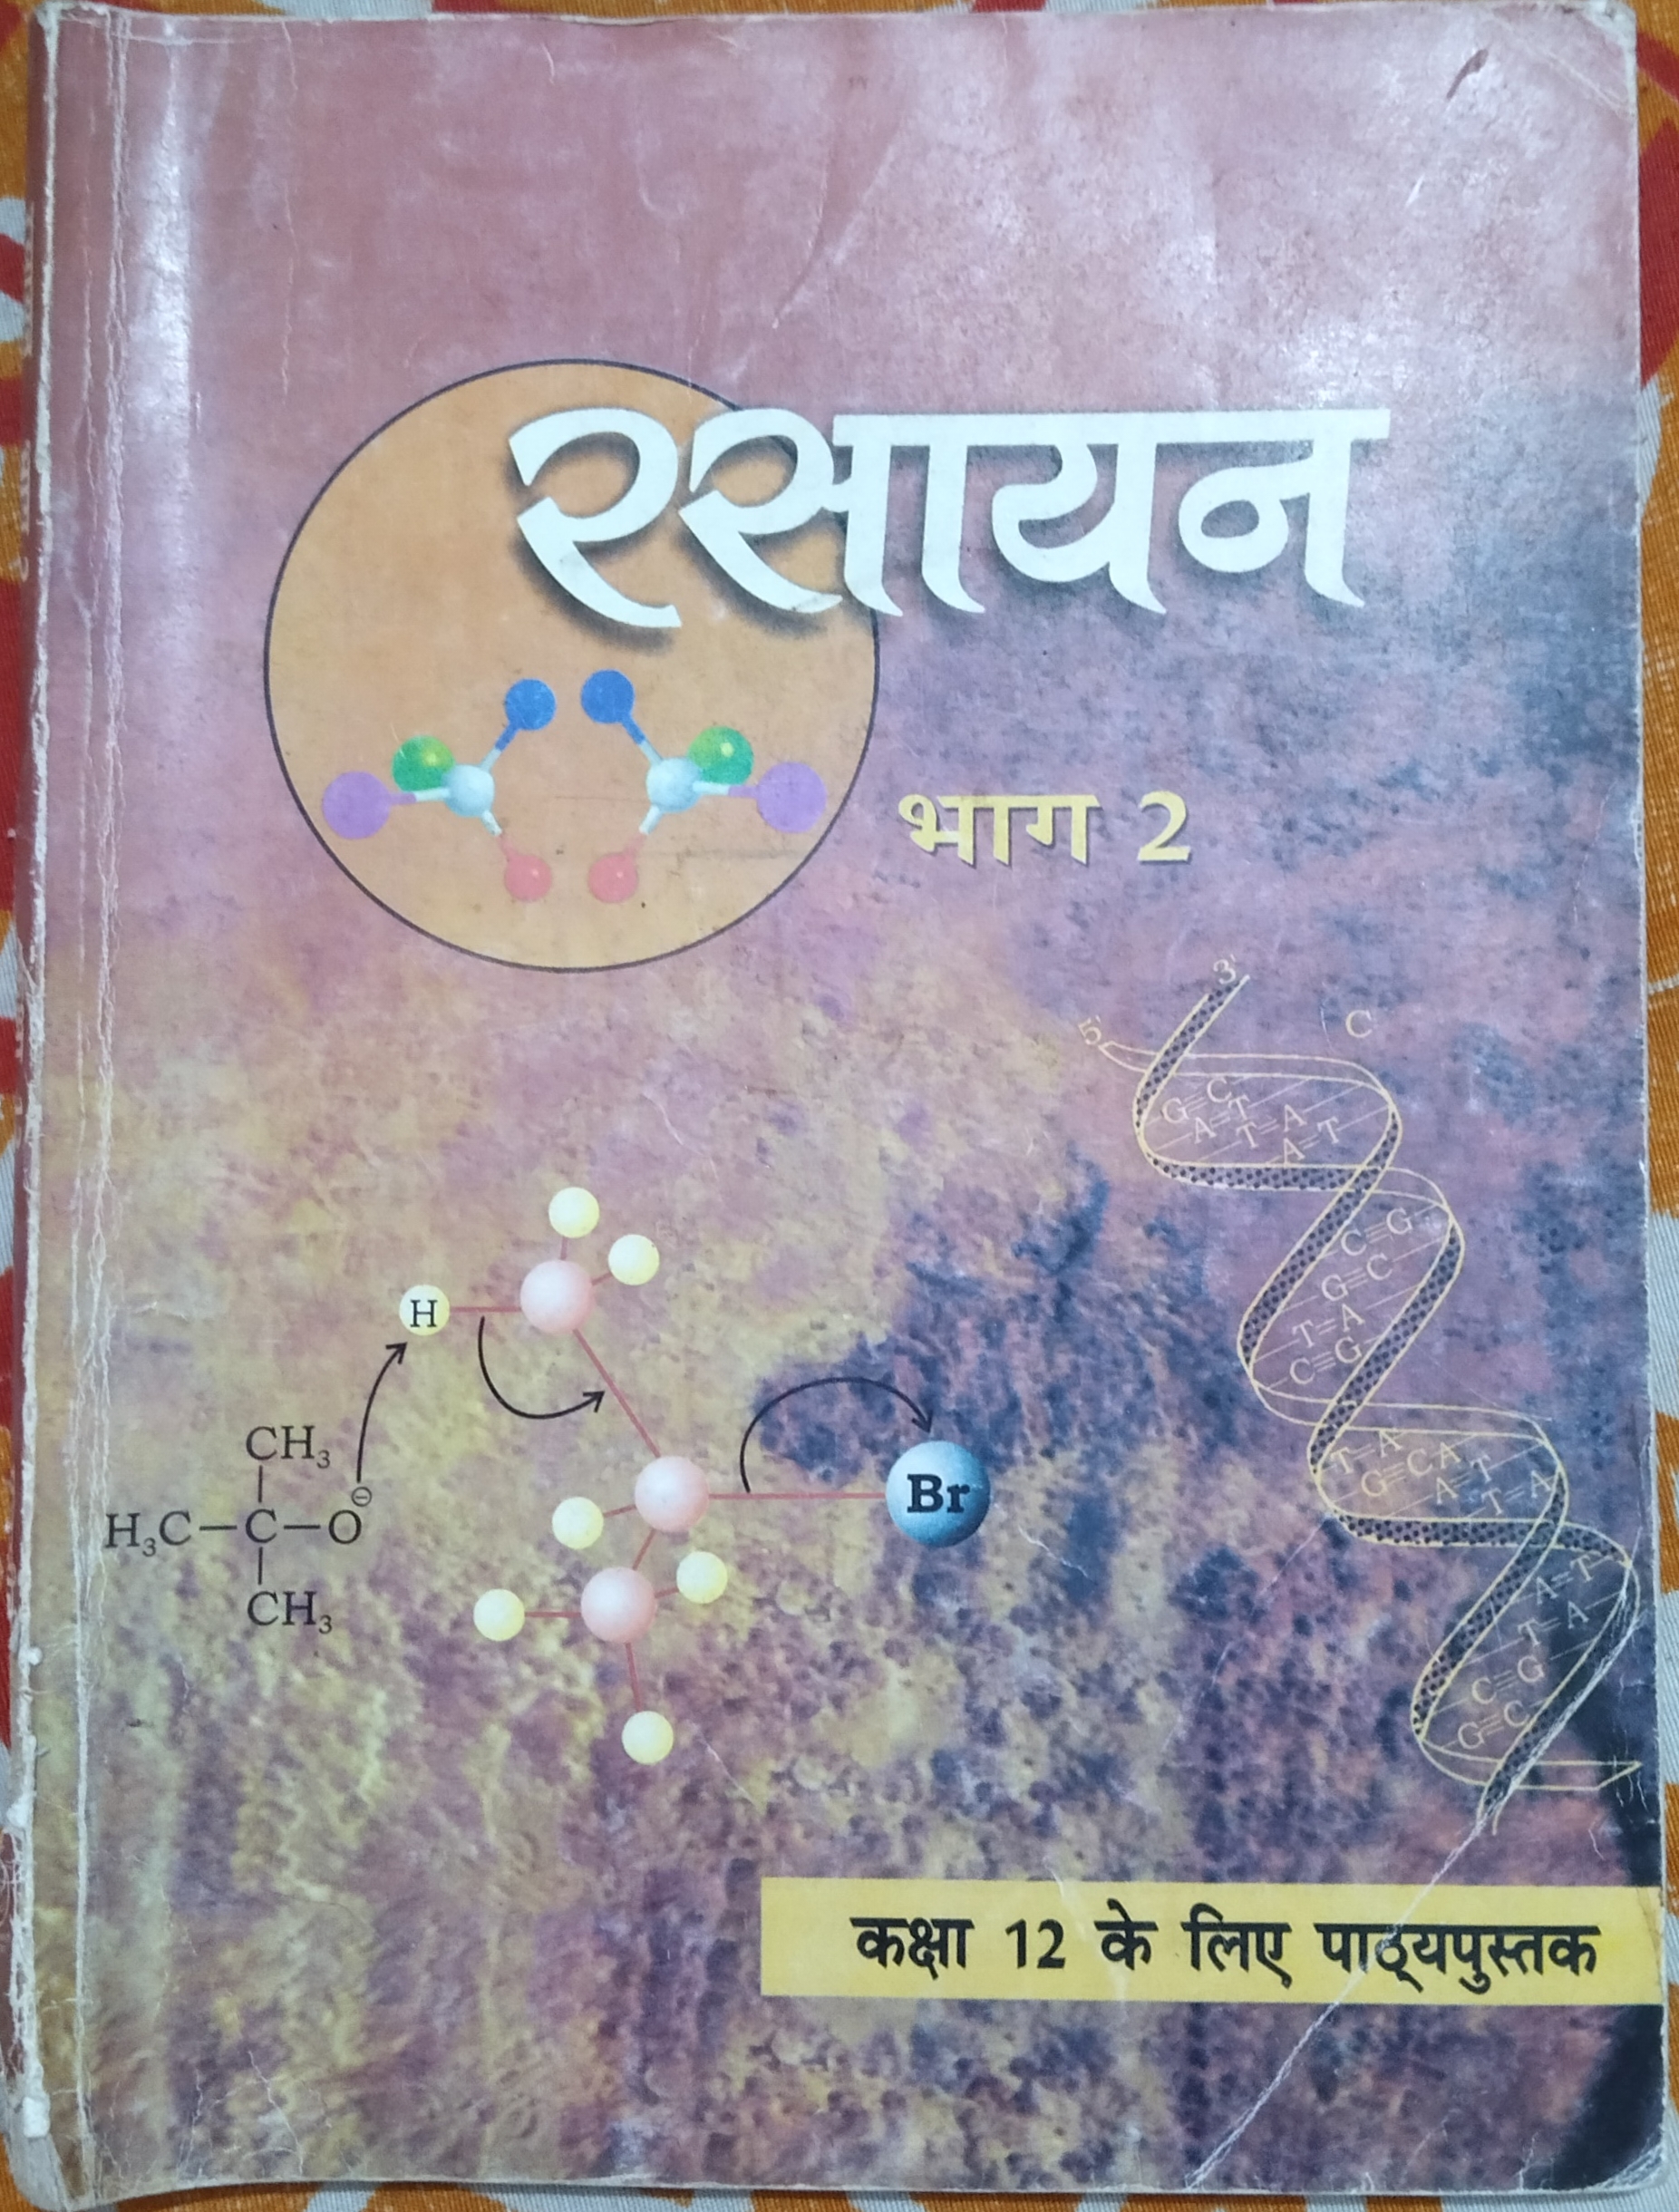 रसायन
भाग 2
3'
5'
C
G≡C
A=T
T=A
A=T
C≡G
G≡C
T=A
C≡G
T=A
G≡C A
A=T
T=A
A=T
T=A
C≡G
G≡C
H
CH₃
H₃C—C—O⊖
CH₃
Br
कक्षा 12 के लिए पाठ्यपुस्तक